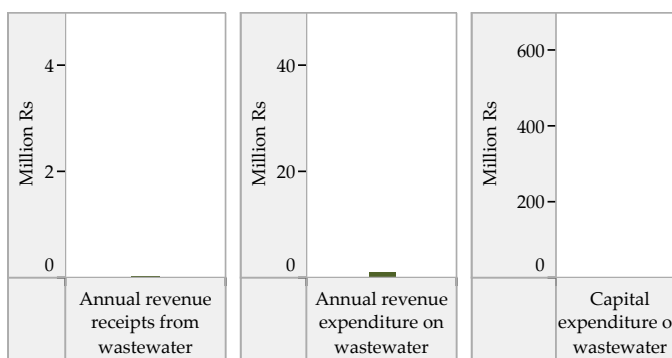 Million Rs
4
2
0
Annual revenue
receipts from
wastewater
Million Rs
40
20
0
Annual revenue
expenditure on
wastewater
Million Rs
600
400
200
0
Capital
expenditure o
wastewater